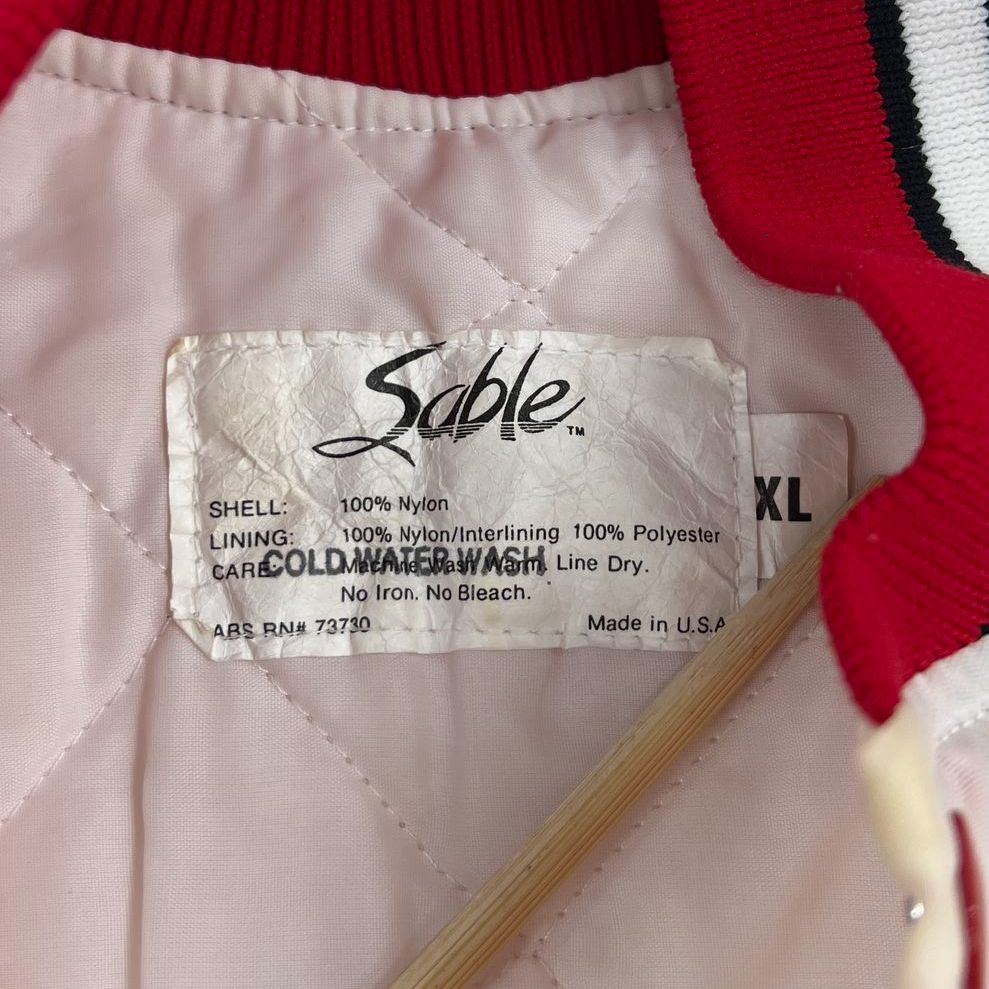 Sable™
XL
SHELL: 100% Nylon
LINING: 100% Nylon/Interlining 100% Polyester
CARE: Machine Wash Warm. Line Dry.
COLD WATER WASH
No Iron. No Bleach.
ABS RN# 73730 Made in U.S.A